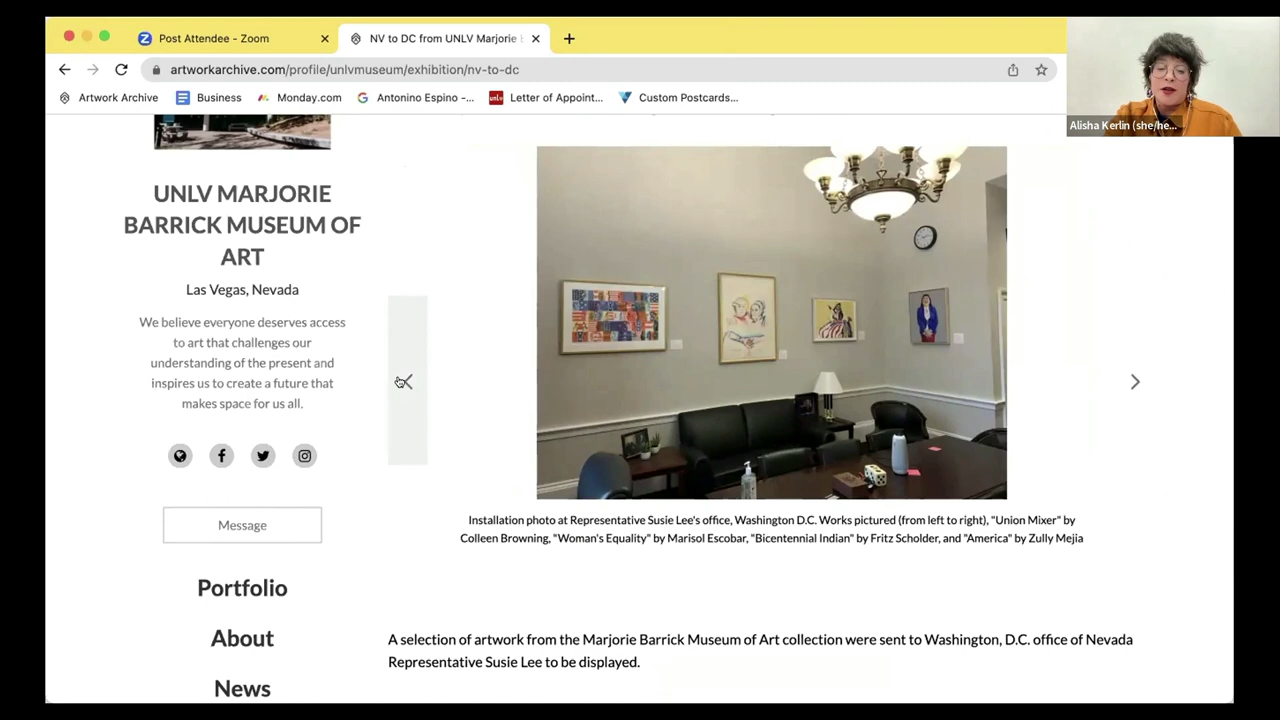 Post Attendee - Zoom
NV to DC from UNLV Marjorie
artworkarchive.com/profile/unlvmuseum/exhibition/nv-to-dc
Artwork Archive
Business
Monday.com
Antonino Espino -...
Letter of Appoint...
Custom Postcards...
Alisha Kerlin (she/he...
UNLV MARJORIE
BARRICK MUSEUM OF
ART
Las Vegas, Nevada
We believe everyone deserves access
to art that challenges our
understanding of the present and
inspires us to create a future that
makes space for us all.
Message
Portfolio
About
News
Installation photo at Representative Susie Lee's office, Washington D.C. Works pictured (from left to right), "Union Mixer" by
Colleen Browning, "Woman's Equality" by Marisol Escobar, "Bicentennial Indian" by Fritz Scholder, and "America" by Zully Mejia
A selection of artwork from the Marjorie Barrick Museum of Art collection were sent to Washington, D.C. office of Nevada
Representative Susie Lee to be displayed.